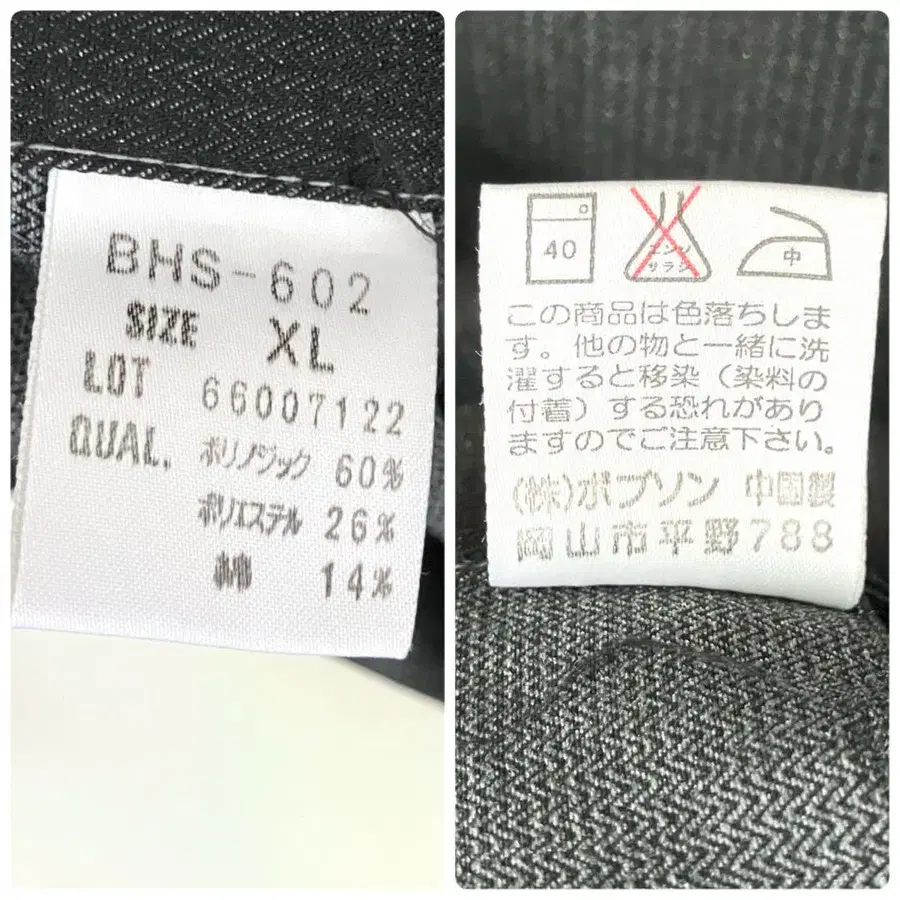 BHS-602
SIZE XL
LOT 66007122
QUAL. ポリノジック 60%
ポリエステル 26%
綿 14%
40
エンソ
サラシ
中
この商品は色落ちしま
す。他の物と一緒に洗
濯すると移染（染料の
付着）する恐れがあり
ますのでご注意下さい。
(株)ボブソン 中国製
岡山市平野788